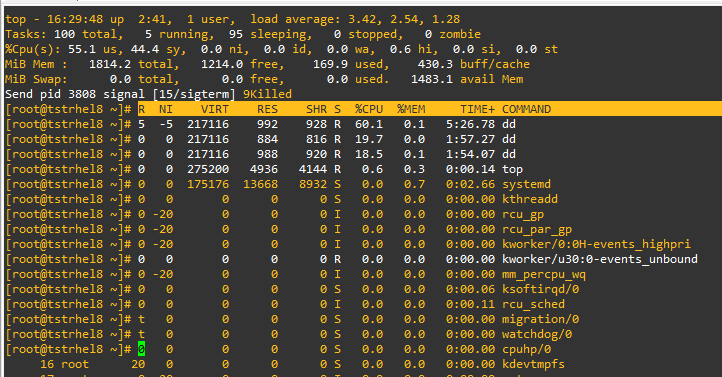 top - 16:29:48 up  2:41,  1 user,  load average: 3.42, 2.54, 1.28
Tasks: 100 total,   5 running,  95 sleeping,   0 stopped,   0 zombie
%Cpu(s): 55.1 us, 44.4 sy,  0.0 ni,  0.0 id,  0.0 wa,  0.6 hi,  0.0 si,  0.0 st
MiB Mem :   1814.2 total,   1214.0 free,    169.9 used,    430.3 buff/cache
MiB Swap:      0.0 total,      0.0 free,      0.0 used.   1483.1 avail Mem
Send pid 3808 signal [15/sigterm] 9Killed
[root@tstrhel8 ~]# R  NI    VIRT    RES    SHR S  %CPU  %MEM     TIME+ COMMAND
[root@tstrhel8 ~]# 5  -5  217116    992    928 R  60.1   0.1   5:26.78 dd
[root@tstrhel8 ~]# 0   0  217116    884    816 R  19.7   0.0   1:57.27 dd
[root@tstrhel8 ~]# 0   0  217116    988    920 R  18.5   0.1   1:54.07 dd
[root@tstrhel8 ~]# 0   0  275200   4936   4144 R   0.6   0.3   0:00.14 top
[root@tstrhel8 ~]# 0   0  175176  13668   8932 S   0.0   0.7   0:02.66 systemd
[root@tstrhel8 ~]# 0   0       0      0      0 S   0.0   0.0   0:00.00 kthreadd
[root@tstrhel8 ~]# 0 -20       0      0      0 I   0.0   0.0   0:00.00 rcu_gp
[root@tstrhel8 ~]# 0 -20       0      0      0 I   0.0   0.0   0:00.00 rcu_par_gp
[root@tstrhel8 ~]# 0 -20       0      0      0 I   0.0   0.0   0:00.00 kworker/0:0H-events_highpri
[root@tstrhel8 ~]# 0   0       0      0      0 R   0.0   0.0   0:00.00 kworker/u30:0-events_unbound
[root@tstrhel8 ~]# 0 -20       0      0      0 I   0.0   0.0   0:00.00 mm_percpu_wq
[root@tstrhel8 ~]# 0   0       0      0      0 S   0.0   0.0   0:00.06 ksoftirqd/0
[root@tstrhel8 ~]# 0   0       0      0      0 I   0.0   0.0   0:00.11 rcu_sched
[root@tstrhel8 ~]# t   0       0      0      0 S   0.0   0.0   0:00.00 migration/0
[root@tstrhel8 ~]# t   0       0      0      0 S   0.0   0.0   0:00.00 watchdog/0
[root@tstrhel8 ~]# 0   0       0      0      0 S   0.0   0.0   0:00.00 cpuhp/0
16 root      20   0       0      0      0 S   0.0   0.0   0:00.00 kdevtmpfs